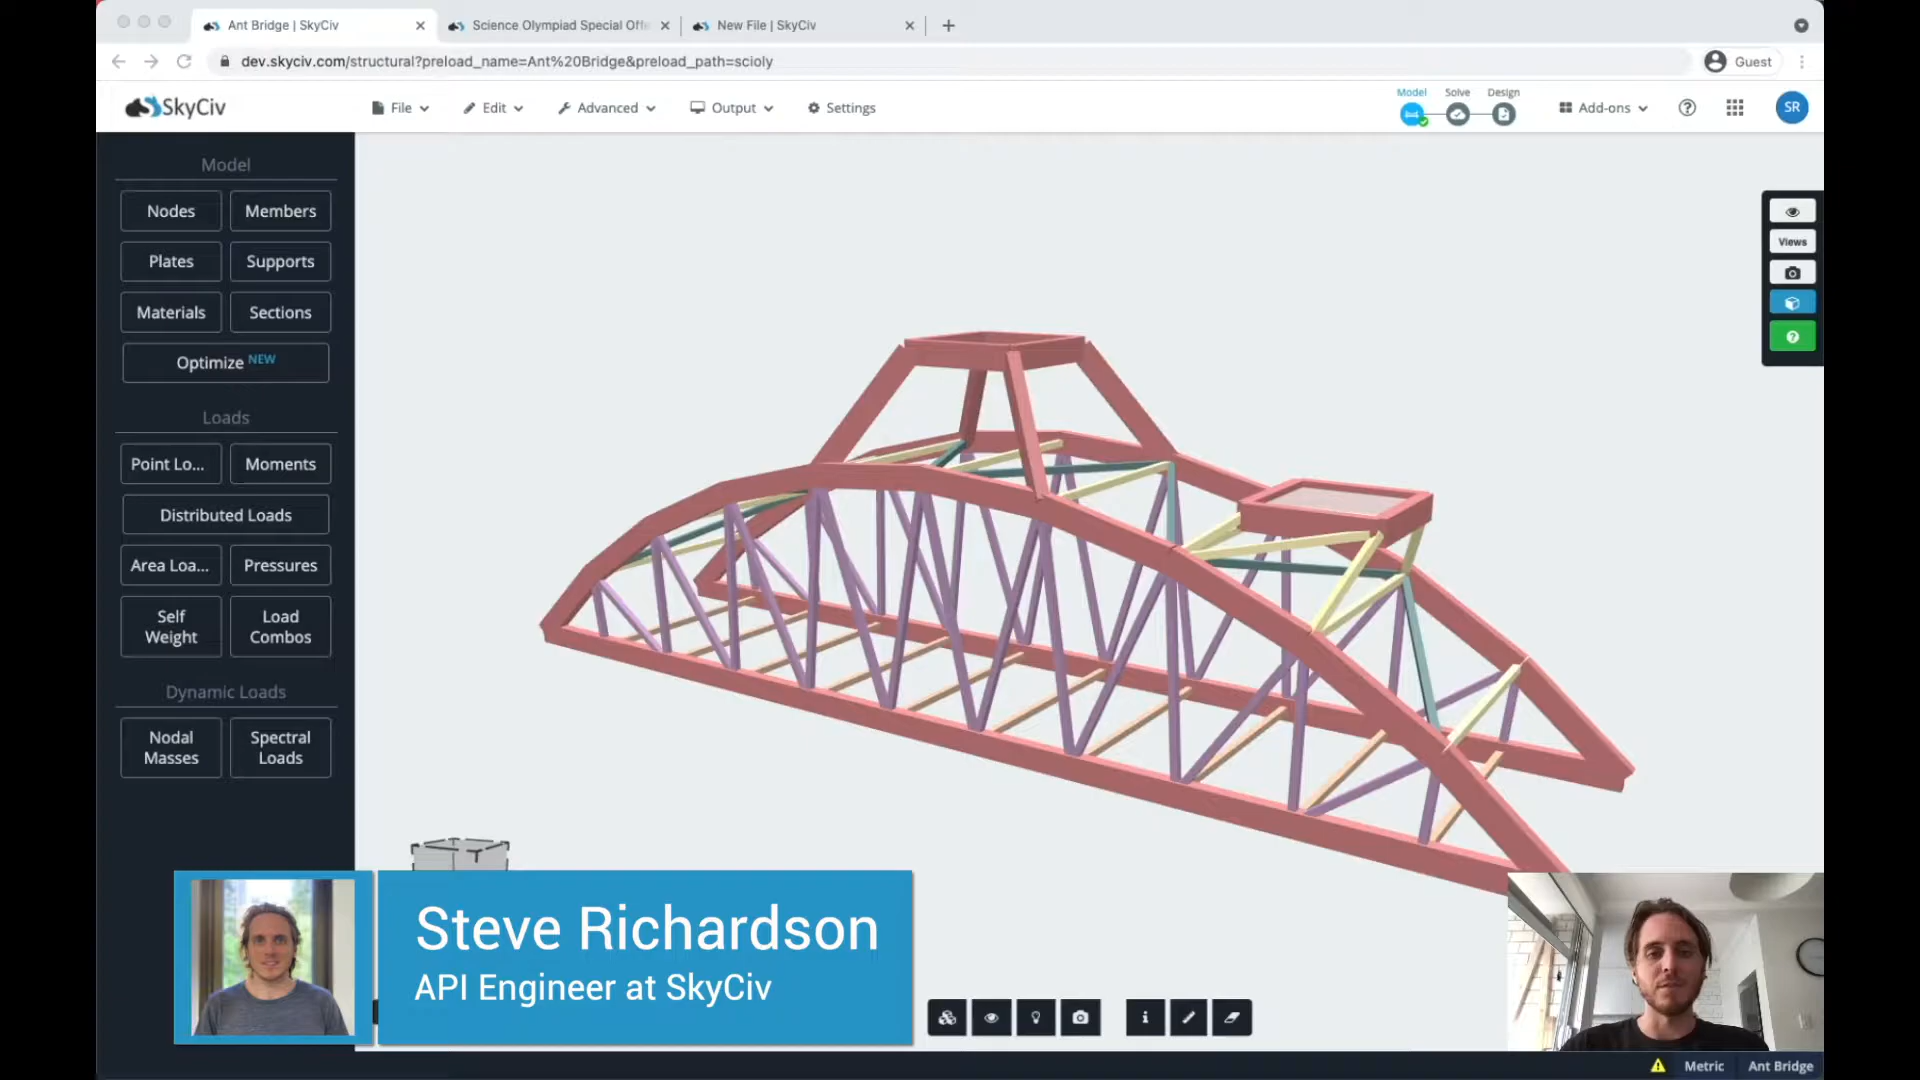 Ant Bridge | SkyCiv
Science Olympiad Special Offe
New File | SkyCiv
dev.skyciv.com/structural?preload_name=Ant%20Bridge&preload_path=scioly
Guest
SkyCiv
File
Edit
Advanced
Output
Settings
Model
Solve
Design
Add-ons
SR
Model
Nodes
Members
Plates
Supports
Materials
Sections
Optimize NEW
Loads
Point Lo...
Moments
Distributed Loads
Area Loa...
Pressures
Self
Weight
Load
Combos
Dynamic Loads
Nodal
Masses
Spectral
Loads
Views
Steve Richardson
API Engineer at SkyCiv
Metric
Ant Bridge